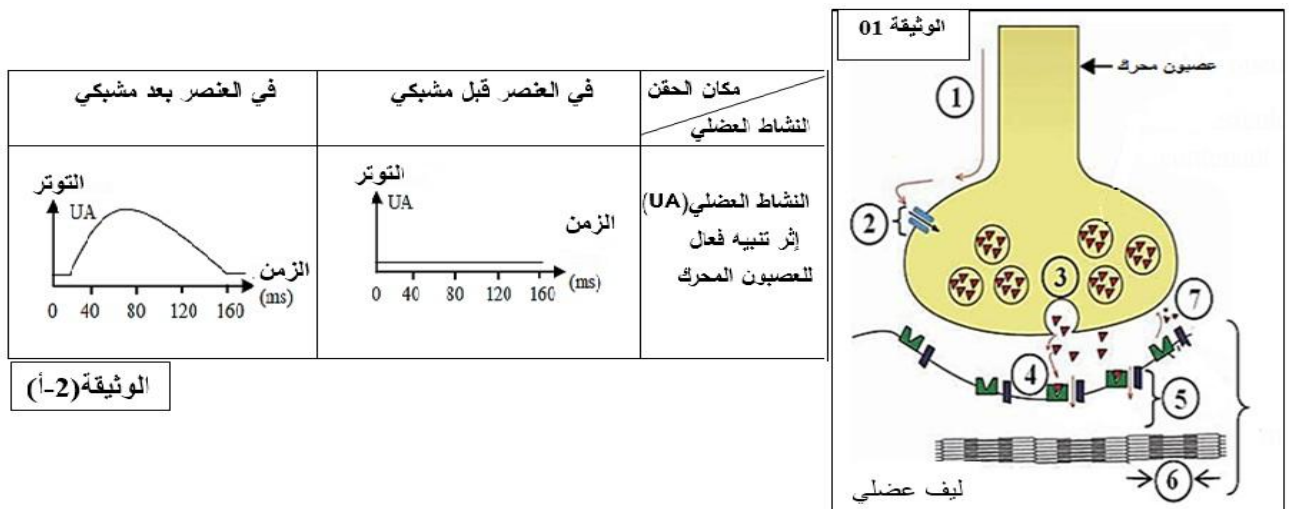 الوثيقة 01
عصبون محرك
1
2
3
7
4
5
6
ليف عضلي
مكان الحقن
النشاط العضلي
في العنصر قبل مشبكي
في العنصر بعد مشبكي
النشاط العضلي(UA)
إثر تنبيه فعال
للعصبون المحرك
التوتر
UA
الزمن
(ms)
0 40 80 120 160
التوتر
UA
الزمن
(ms)
0 40 80 120 160
الوثيقة(2-أ)